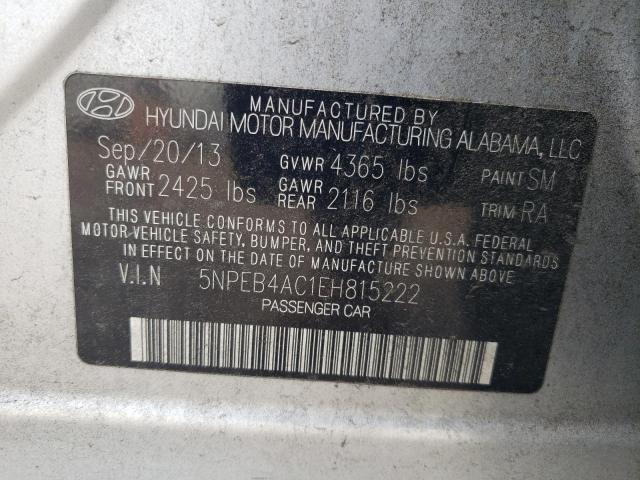 MANUFACTURED BY
HYUNDAI MOTOR MANUFACTURING ALABAMA, LLC
Sep/20/13 GVWR 4365 lbs PAINT SM
GAWR FRONT 2425 lbs GAWR REAR 2116 lbs TRIM RA
THIS VEHICLE CONFORMS TO ALL APPLICABLE U.S.A. FEDERAL
MOTOR VEHICLE SAFETY, BUMPER, AND THEFT PREVENTION STANDARDS
IN EFFECT ON THE DATE OF MANUFACTURE SHOWN ABOVE.
V.I.N 5NPEB4AC1EH815222
PASSENGER CAR